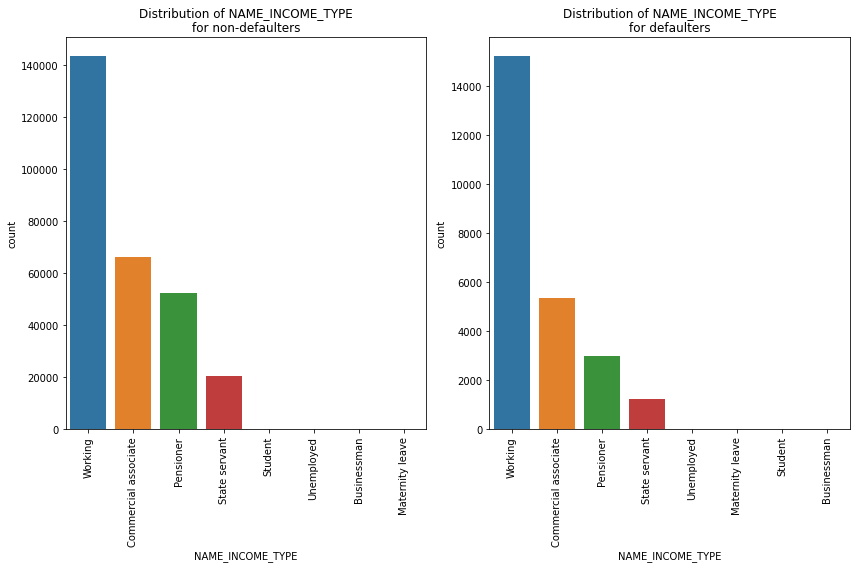 Distribution of NAME_INCOME_TYPE
for non-defaulters
count
140000
120000
100000
80000
60000
40000
20000
0
Working
Commercial associate
Pensioner
State servant
Student
Unemployed
Businessman
Maternity leave
NAME_INCOME_TYPE
Distribution of NAME_INCOME_TYPE
for defaulters
count
14000
12000
10000
8000
6000
4000
2000
0
Working
Commercial associate
Pensioner
State servant
Unemployed
Maternity leave
Student
Businessman
NAME_INCOME_TYPE